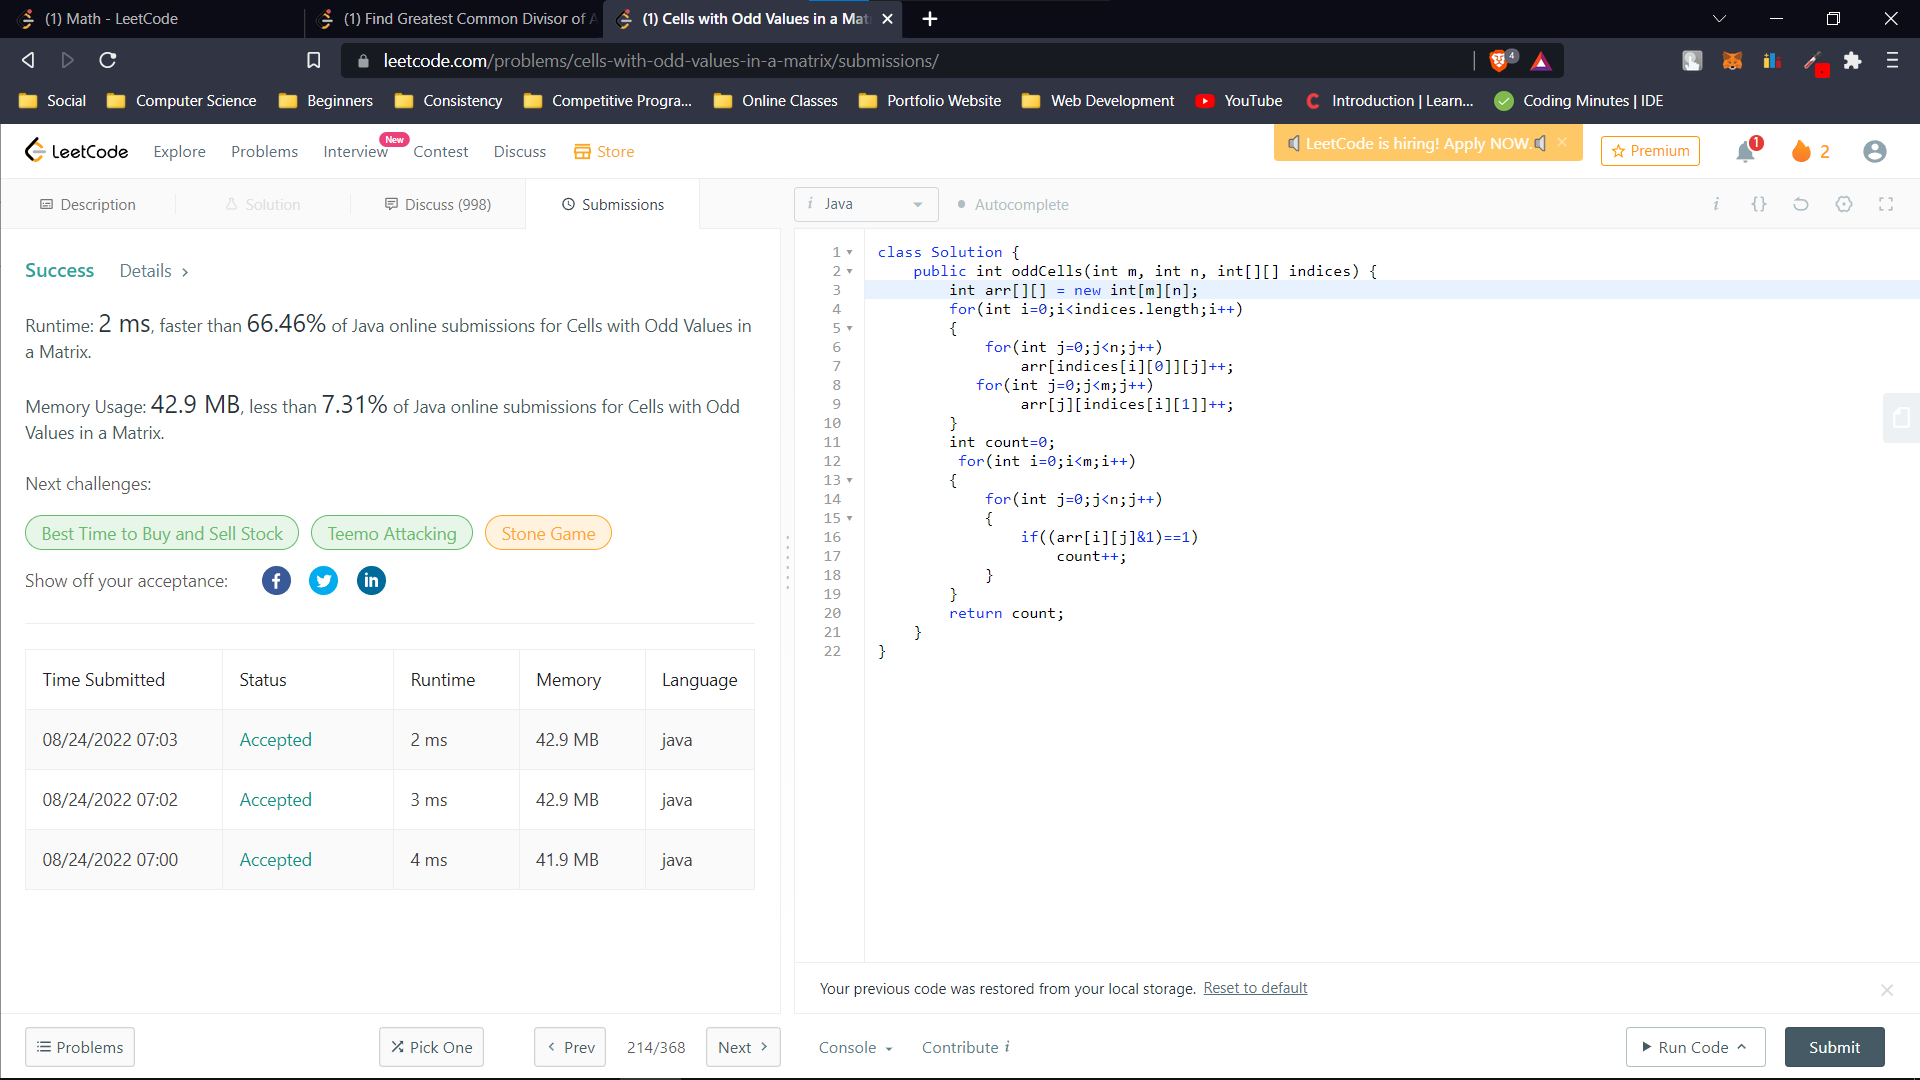 (1) Math - LeetCode
(1) Find Greatest Common Divisor of A
(1) Cells with Odd Values in a Mat
leetcode.com/problems/cells-with-odd-values-in-a-matrix/submissions/
4
Social
Computer Science
Beginners
Consistency
Competitive Progra...
Online Classes
Portfolio Website
Web Development
YouTube
Introduction | Learn...
Coding Minutes | IDE
LeetCode
Explore
Problems
Interview
New
Contest
Discuss
Store
LeetCode is hiring! Apply NOW.
Premium
1
2
Description
Solution
Discuss (998)
Submissions
i Java
Autocomplete
i
{}
Success
Details
Runtime: 2 ms, faster than 66.46% of Java online submissions for Cells with Odd Values in
a Matrix.
Memory Usage: 42.9 MB, less than 7.31% of Java online submissions for Cells with Odd
Values in a Matrix.
Next challenges:
Best Time to Buy and Sell Stock
Teemo Attacking
Stone Game
Show off your acceptance:
Time Submitted Status Runtime Memory Language
08/24/2022 07:03 Accepted 2 ms 42.9 MB java
08/24/2022 07:02 Accepted 3 ms 42.9 MB java
08/24/2022 07:00 Accepted 4 ms 41.9 MB java
1 class Solution {
2 public int oddCells(int m, int n, int[][] indices) {
3 int arr[][] = new int[m][n];
4 for(int i=0;i<indices.length;i++)
5 {
6 for(int j=0;j<n;j++)
7 arr[indices[i][0]][j]++;
8 for(int j=0;j<m;j++)
9 arr[j][indices[i][1]]++;
10 }
11 int count=0;
12 for(int i=0;i<m;i++)
13 {
14 for(int j=0;j<n;j++)
15 {
16 if((arr[i][j]&1)==1)
17 count++;
18 }
19 }
20 return count;
21 }
22 }
Your previous code was restored from your local storage. Reset to default
Problems
Pick One
Prev
214/368
Next
Console
Contribute i
Run Code
Submit